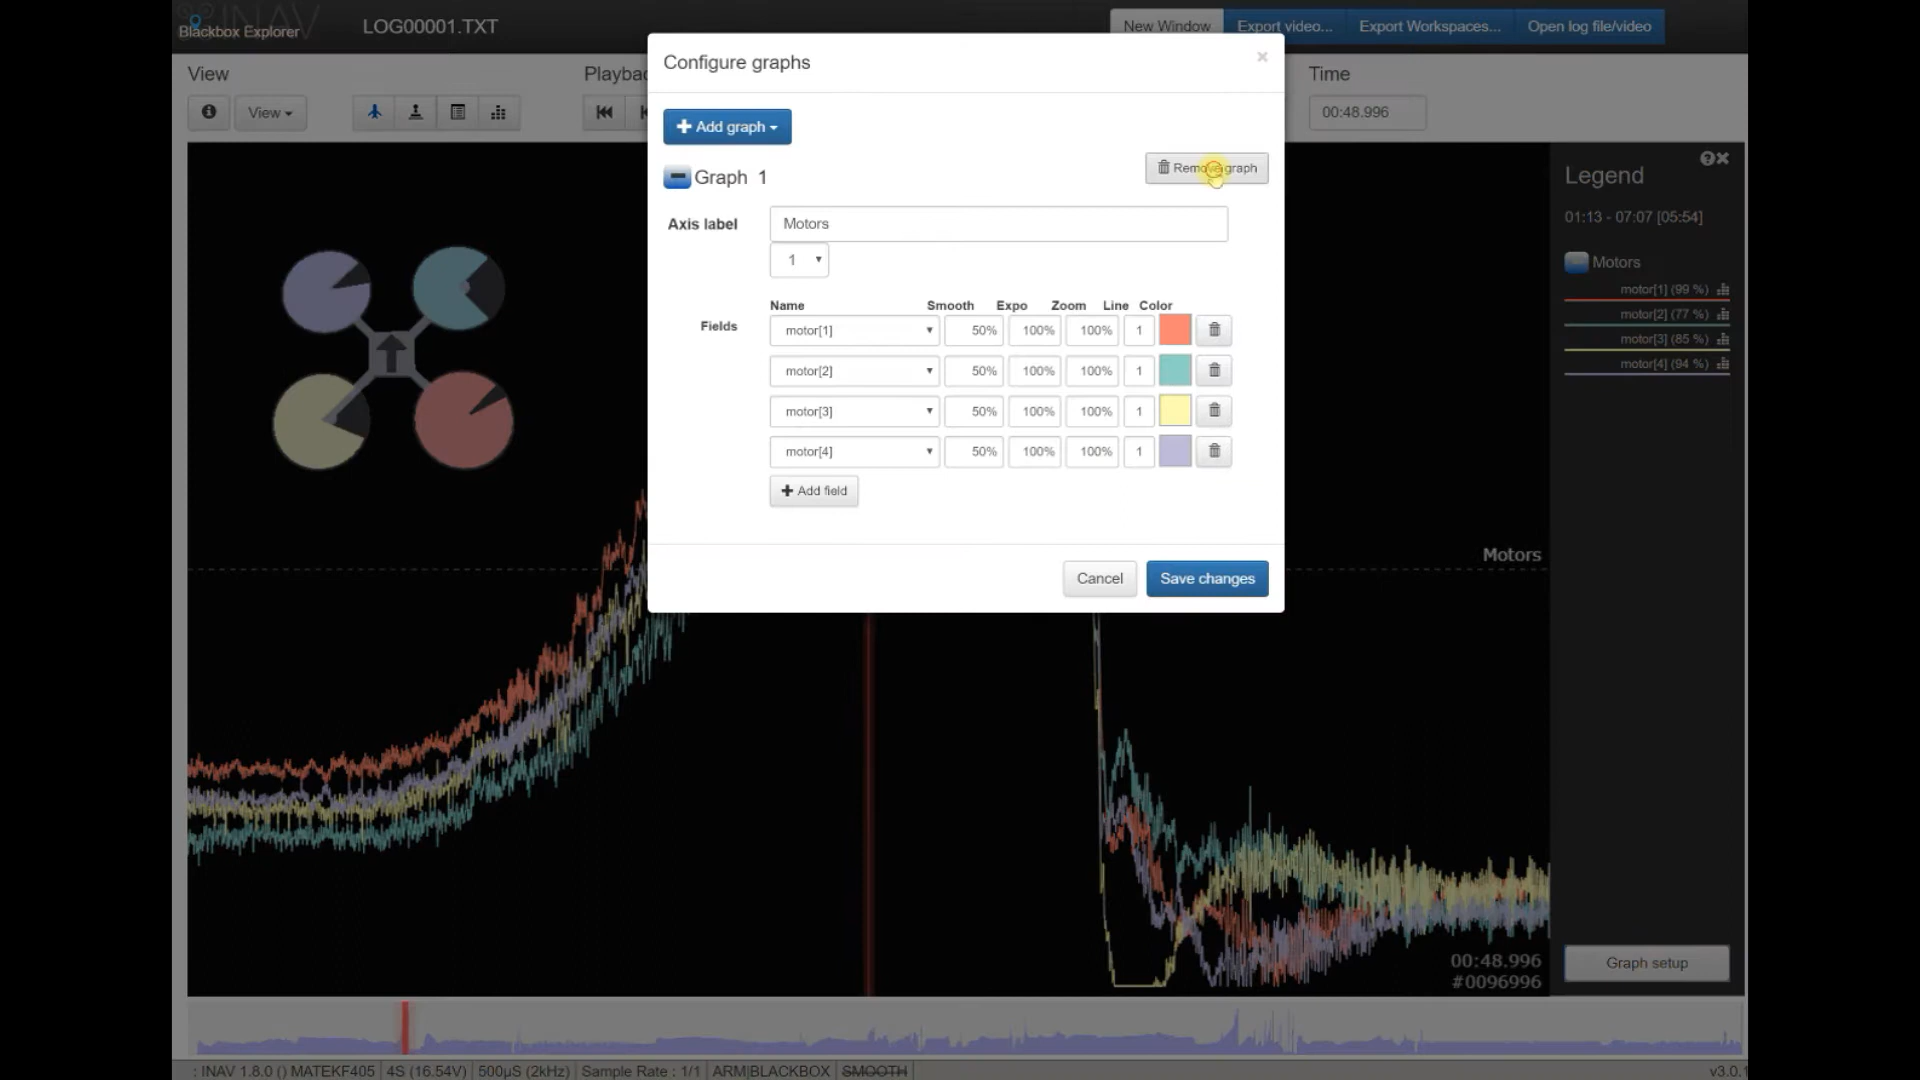 INAV
Blackbox Explorer
LOG00001.TXT
New Window
Export video...
Export Workspaces...
Open log file/video
View
View
Time
00:48.996
Configure graphs
×
Add graph
Graph 1
Remove graph
Axis label
Motors
1
Name Smooth Expo Zoom Line Color
Fields
motor[1] 50% 100% 100% 1
motor[2] 50% 100% 100% 1
motor[3] 50% 100% 100% 1
motor[4] 50% 100% 100% 1
Add field
Cancel
Save changes
Legend
01:13 - 07:07 [05:54]
Motors
motor[1] (99 %)
motor[2] (77 %)
motor[3] (85 %)
motor[4] (94 %)
Motors
00:48.996
#0096996
Graph setup
: INAV 1.8.0 () MATEKF405 | 4S (16.54V) | 500µS (2kHz) | Sample Rate : 1/1 | ARM|BLACKBOX | SMOOTH |